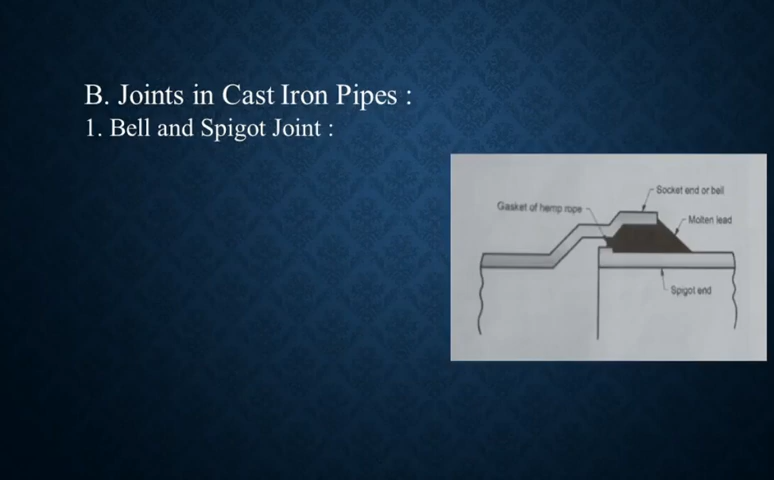 B. Joints in Cast Iron Pipes :
1. Bell and Spigot Joint :
Socket end or bell
Gasket of hemp rope
Molten lead
Spigot end